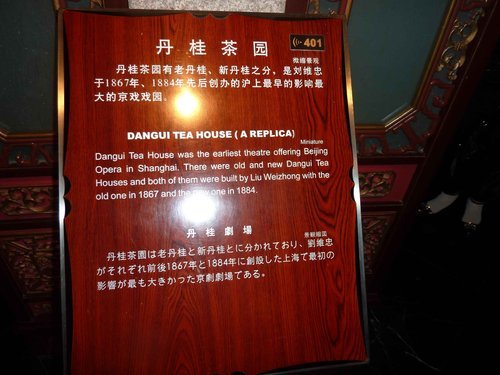 丹桂茶园
401
微缩景观
丹桂茶园有老丹桂、新丹桂之分，是刘维忠
于1867年、1884年先后创办的沪上最早的影响最
大的京戏戏园。
DANGUI TEA HOUSE ( A REPLICA)
Miniature
Dangui Tea House was the earliest theatre offering Beijing
Opera in Shanghai. There were old and new Dangui Tea
Houses and both of them were built by Liu Weizhong with the
old one in 1867 and the new one in 1884.
丹桂劇場
丹桂茶園は老丹桂と新丹桂とに分かれており、劉維忠
がそれぞれ前後1867年と1884年に創設した上海で最初の
影響が最も大きかった京劇劇場である。